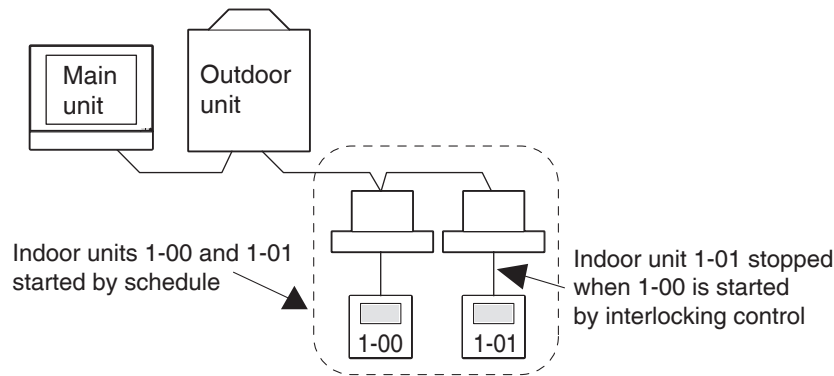 Main
unit
Outdoor
unit
Indoor units 1-00 and 1-01
started by schedule
Indoor unit 1-01 stopped
when 1-00 is started
by interlocking control
1-00
1-01